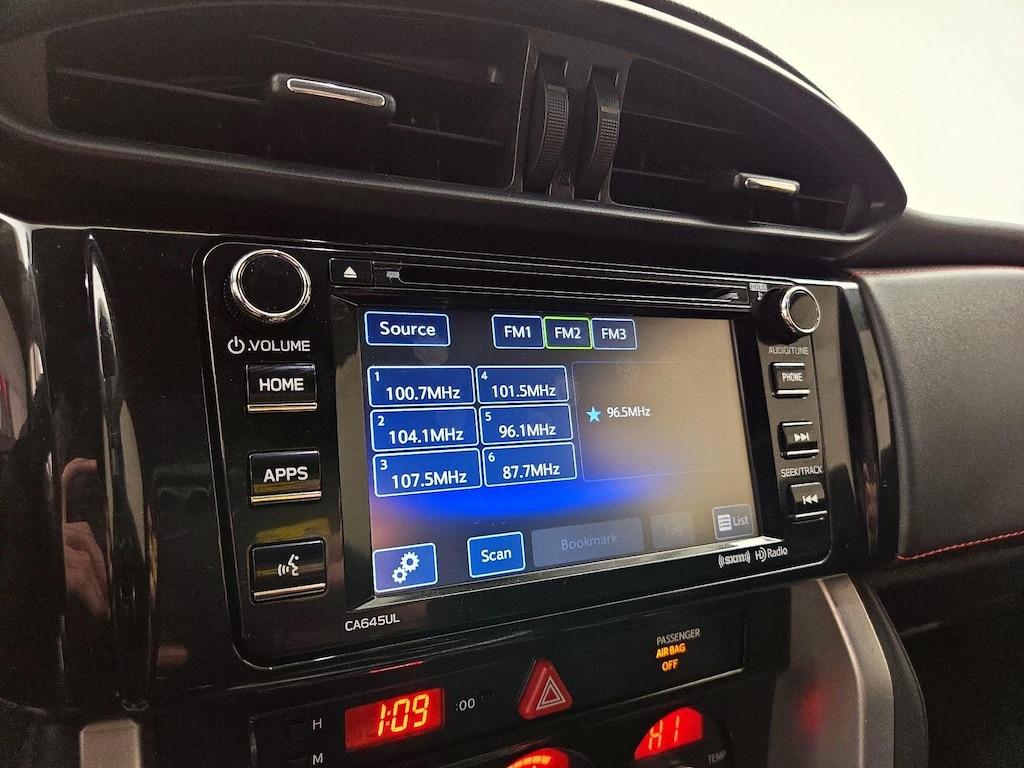 .VOLUME
HOME
APPS
CA645UL
Source
FM1
FM2
FM3
1 100.7MHz
4 101.5MHz
2 104.1MHz
5 96.1MHz
3 107.5MHz
6 87.7MHz
96.5MHz
Scan
Bookmark
List
AUDIO/TUNE
PHONE
SEEK/TRACK
((SXM))
HD Radio
PASSENGER
AIR BAG
OFF
H
1:09
:00
M
TEMP